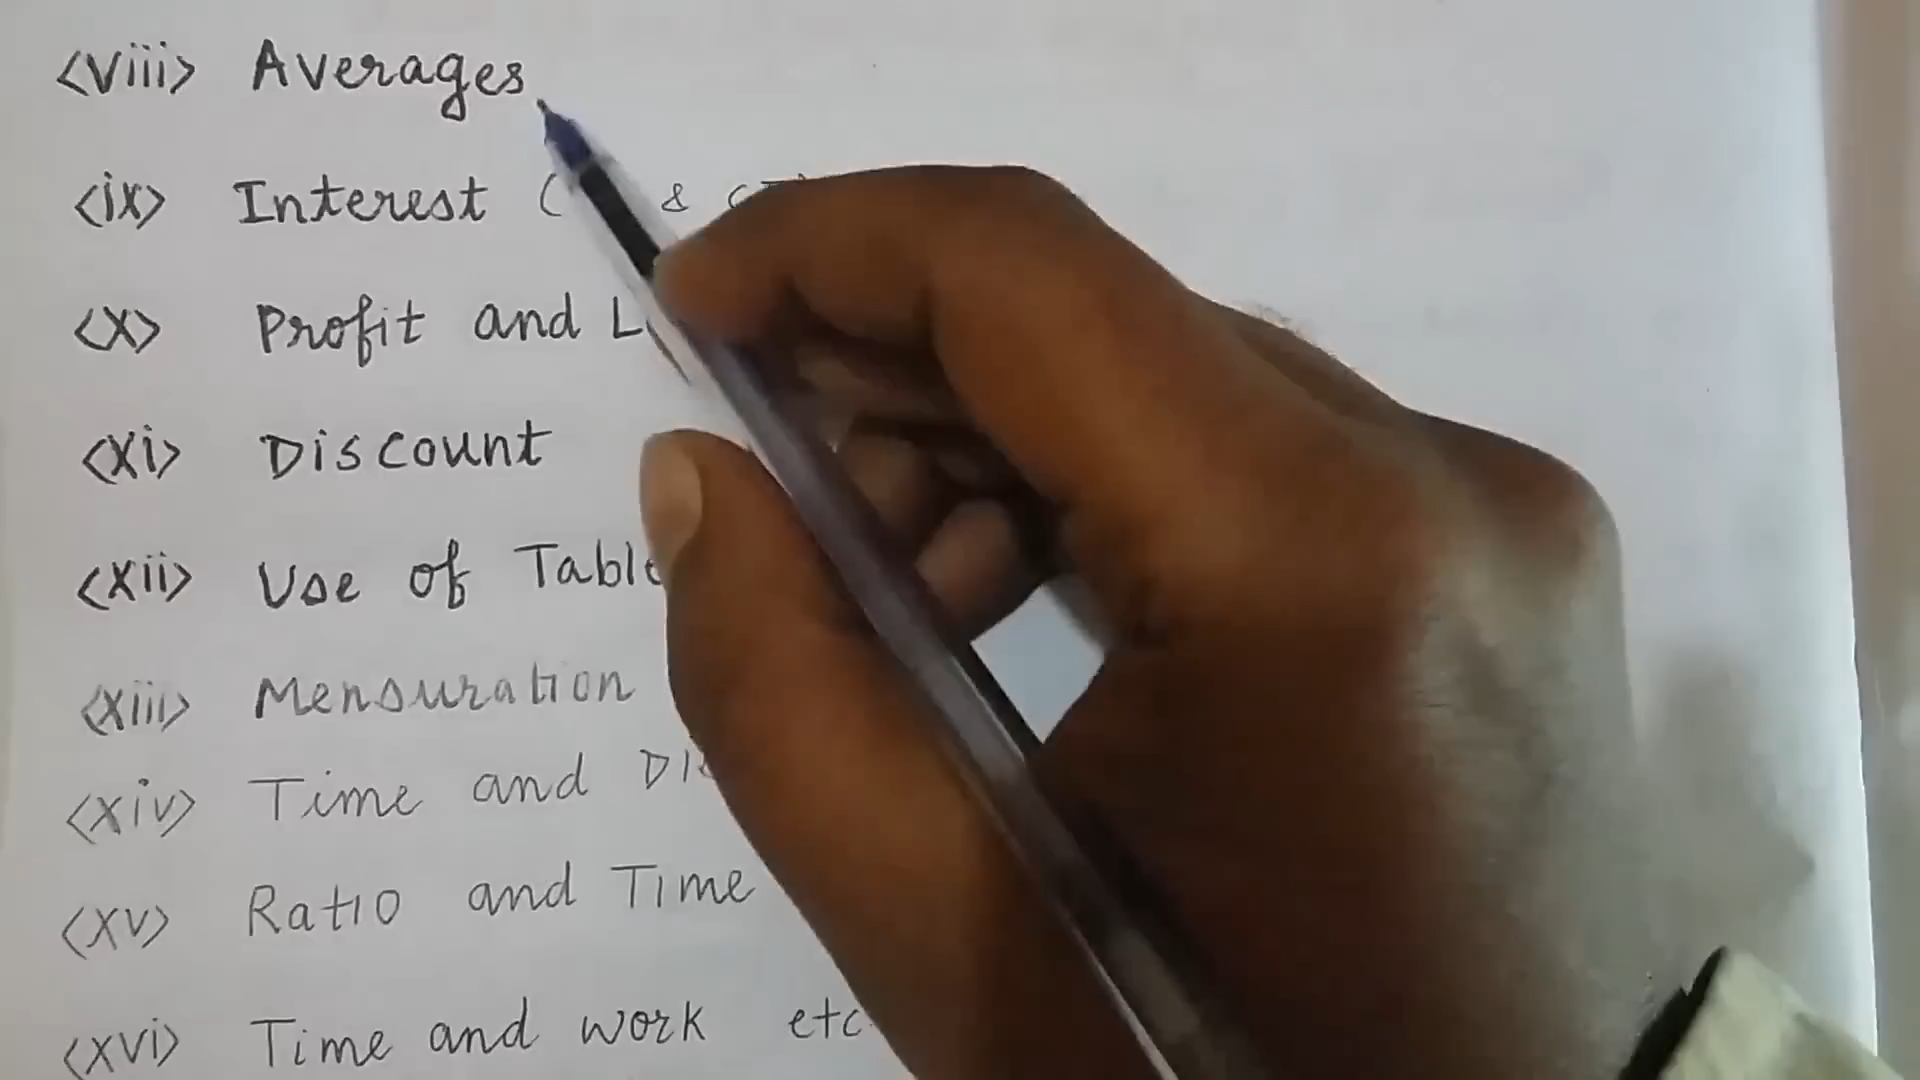 <viii> Averages
<ix> Interest ( & 
<x> Profit and
<xi> Discount
<xii> Use of
<xiii> Mensuration
<xiv> Time and
<xv> Ratio and Time
<xvi> Time and work etc.